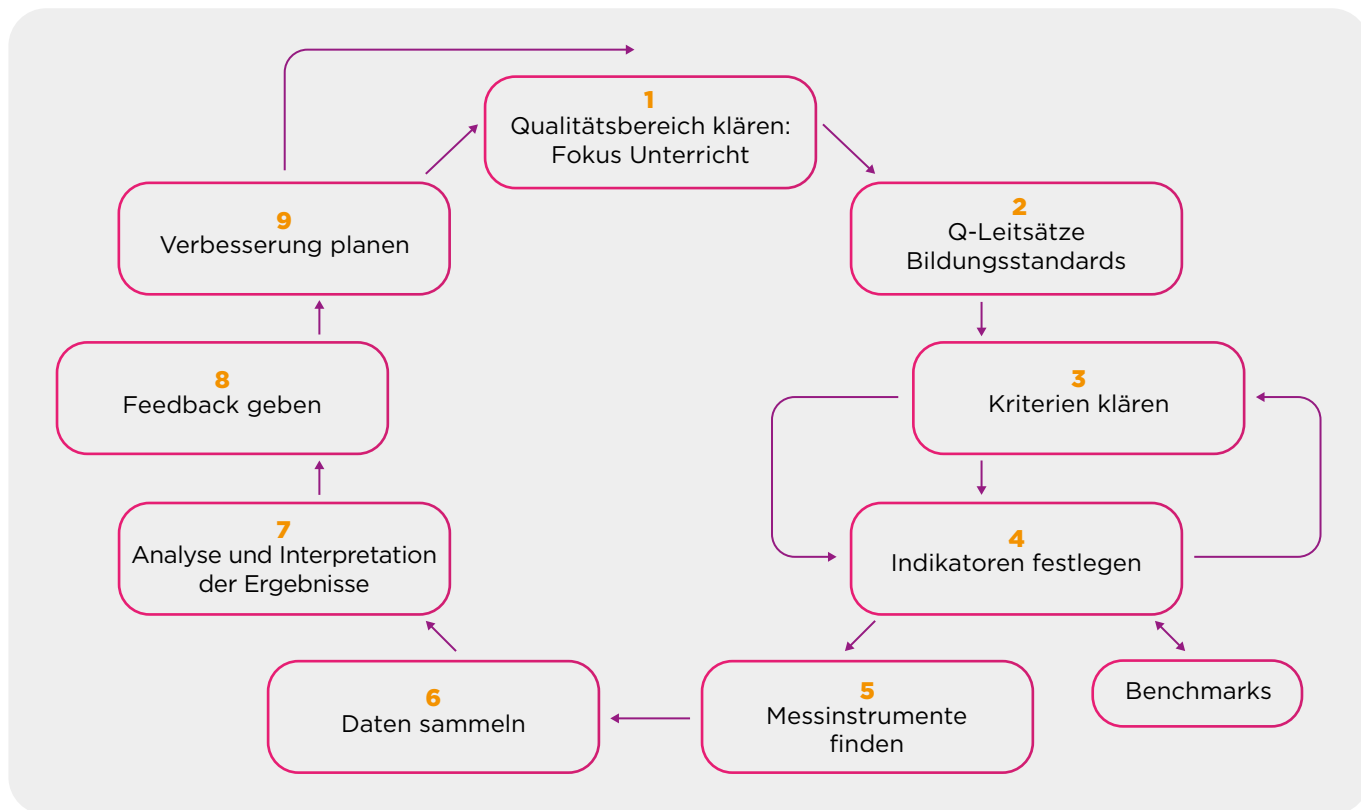 1
Qualitätsbereich klären:
Fokus Unterricht
2
Q-Leitsätze
Bildungsstandards
3
Kriterien klären
4
Indikatoren festlegen
Benchmarks
5
Messinstrumente
finden
6
Daten sammeln
7
Analyse und Interpretation
der Ergebnisse
8
Feedback geben
9
Verbesserung planen